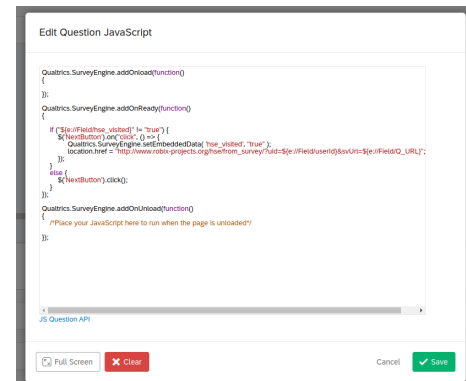 Edit Question JavaScript
Qualtrics.SurveyEngine.addOnload(function()
{
});
Qualtrics.SurveyEngine.addOnReady(function()
{
if ("${e://Field/hse_visited}" != "true") {
$('NextButton').on("click", () => {
Qualtrics.SurveyEngine.setEmbeddedData( 'hse_visited', "true" );
location.href = "http://www.robix-projects.org/hse/from_survey/?uid=${e://Field/userId}&svUrl=${e://Field/Q_URL}";
});
}
else {
$('NextButton').click();
}
});
Qualtrics.SurveyEngine.addOnUnload(function()
{
/*Place your JavaScript here to run when the page is unloaded*/
});
JS Question API
Full Screen
Clear
Cancel
Save